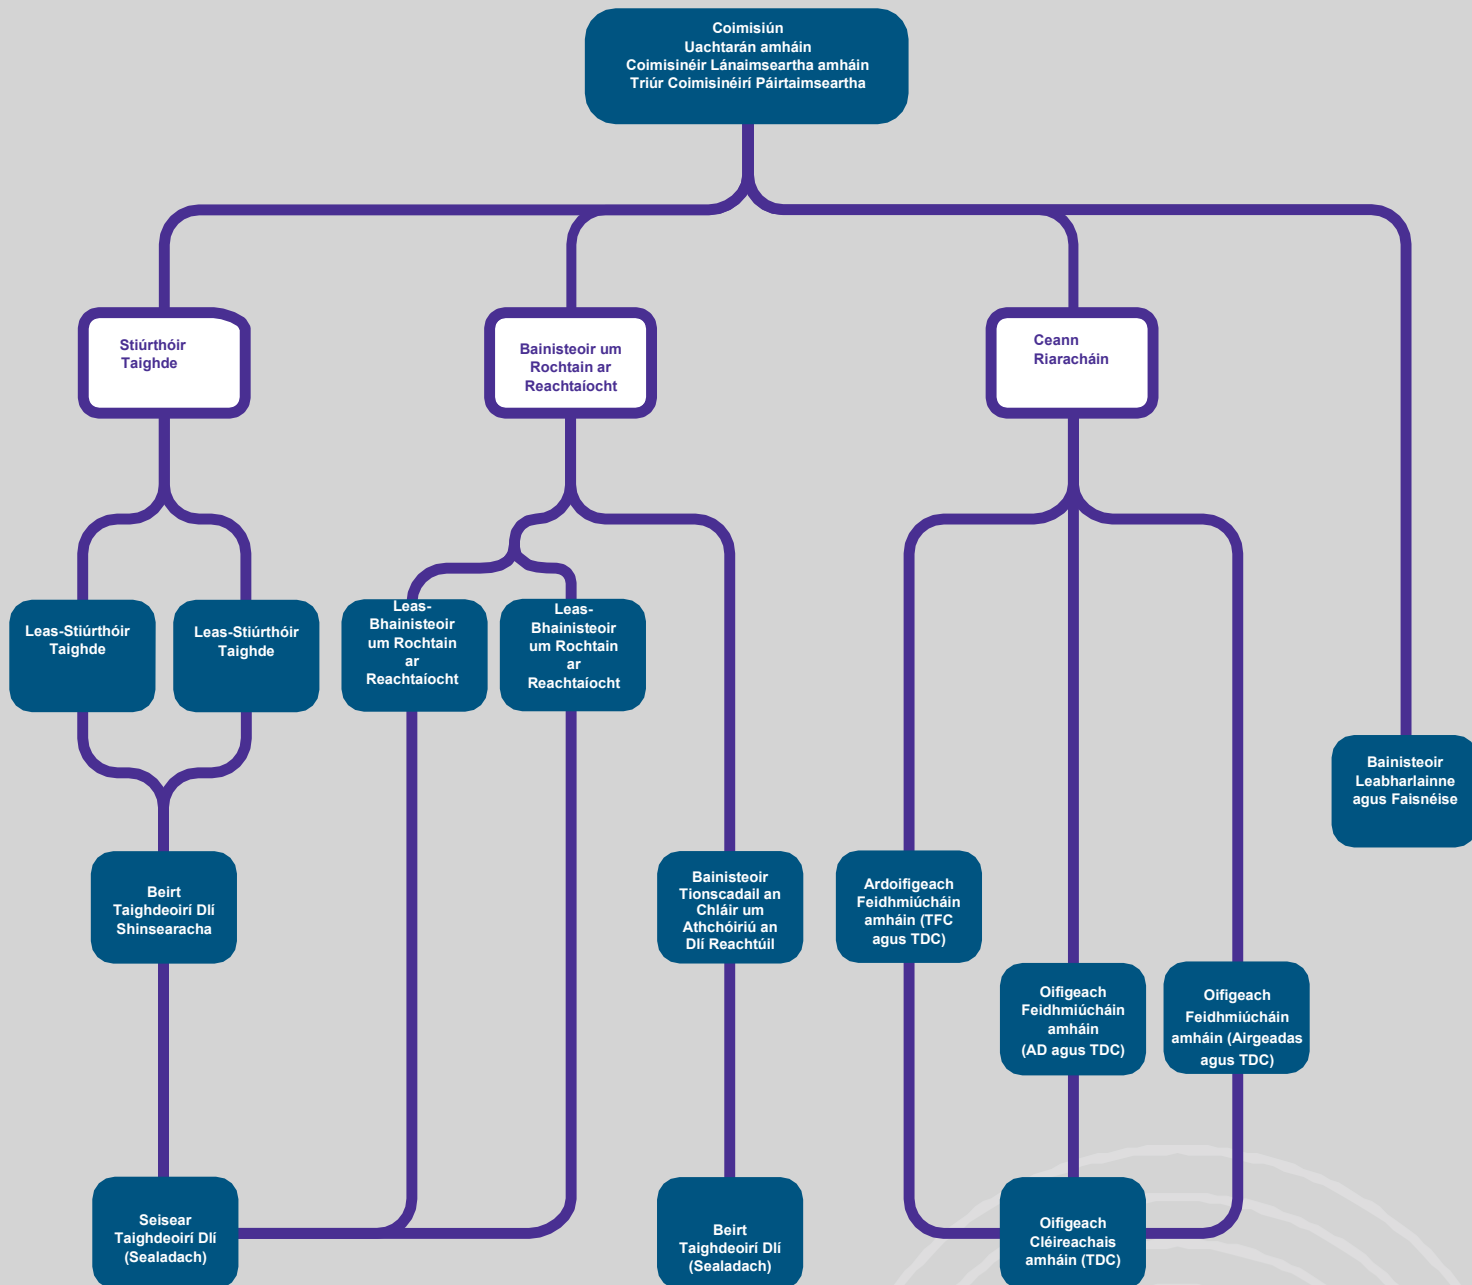 Coimisiún
Uachtarán amháin
Coimisinéir Lánaimseartha amháin
Triúr Coimisinéirí Páirtaimseartha
Stiúrthóir
Taighde
Bainisteoir um
Rochtain ar
Reachtaíocht
Ceann
Riaracháin
Leas-Stiúrthóir
Taighde
Leas-Stiúrthóir
Taighde
Leas-
Bhainisteoir
um Rochtain
ar
Reachtaíocht
Leas-
Bhainisteoir
um Rochtain
ar
Reachtaíocht
Bainisteoir
Leabharlainne
agus Faisnéise
Beirt
Taighdeoirí Dlí
Shinsearacha
Bainisteoir
Tionscadail an
Chláir um
Athchóiriú an
Dlí Reachtúil
Ardoifigeach
Feidhmiúcháin
amháin (TFC
agus TDC)
Oifigeach
Feidhmiúcháin
amháin
(AD agus TDC)
Oifigeach
Feidhmiúcháin
amháin (Airgeadas
agus TDC)
Seisear
Taighdeoirí Dlí
(Sealadach)
Beirt
Taighdeoirí Dlí
(Sealadach)
Oifigeach
Cléireachais
amháin (TDC)